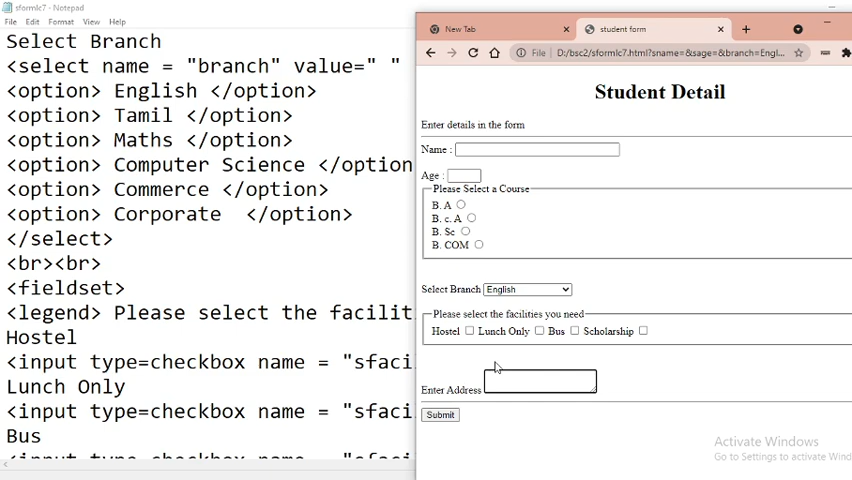 sformlc7 - Notepad
File Edit Format View Help
Select Branch
<select name = "branch" value=" "
<option> English </option>
<option> Tamil </option>
<option> Maths </option>
<option> Computer Science </option
<option> Commerce </option>
<option> Corporate </option>
</select>
<br><br>
<fieldset>
<legend> Please select the facilit
Hostel
<input type=checkbox name = "sfaci
Lunch Only
<input type=checkbox name = "sfaci
Bus
<input type=checkbox name = "sfaci
New Tab
student form
File D:/bsc2/sformlc7.html?sname=&sage=&branch=Engl...
Student Detail
Enter details in the form
Name :
Age :
Please Select a Course
B. A
B. c. A
B. Sc
B. COM
Select Branch English
Please select the facilities you need
Hostel Lunch Only Bus Scholarship
Enter Address
Submit
Activate Windows
Go to Settings to activate Wind